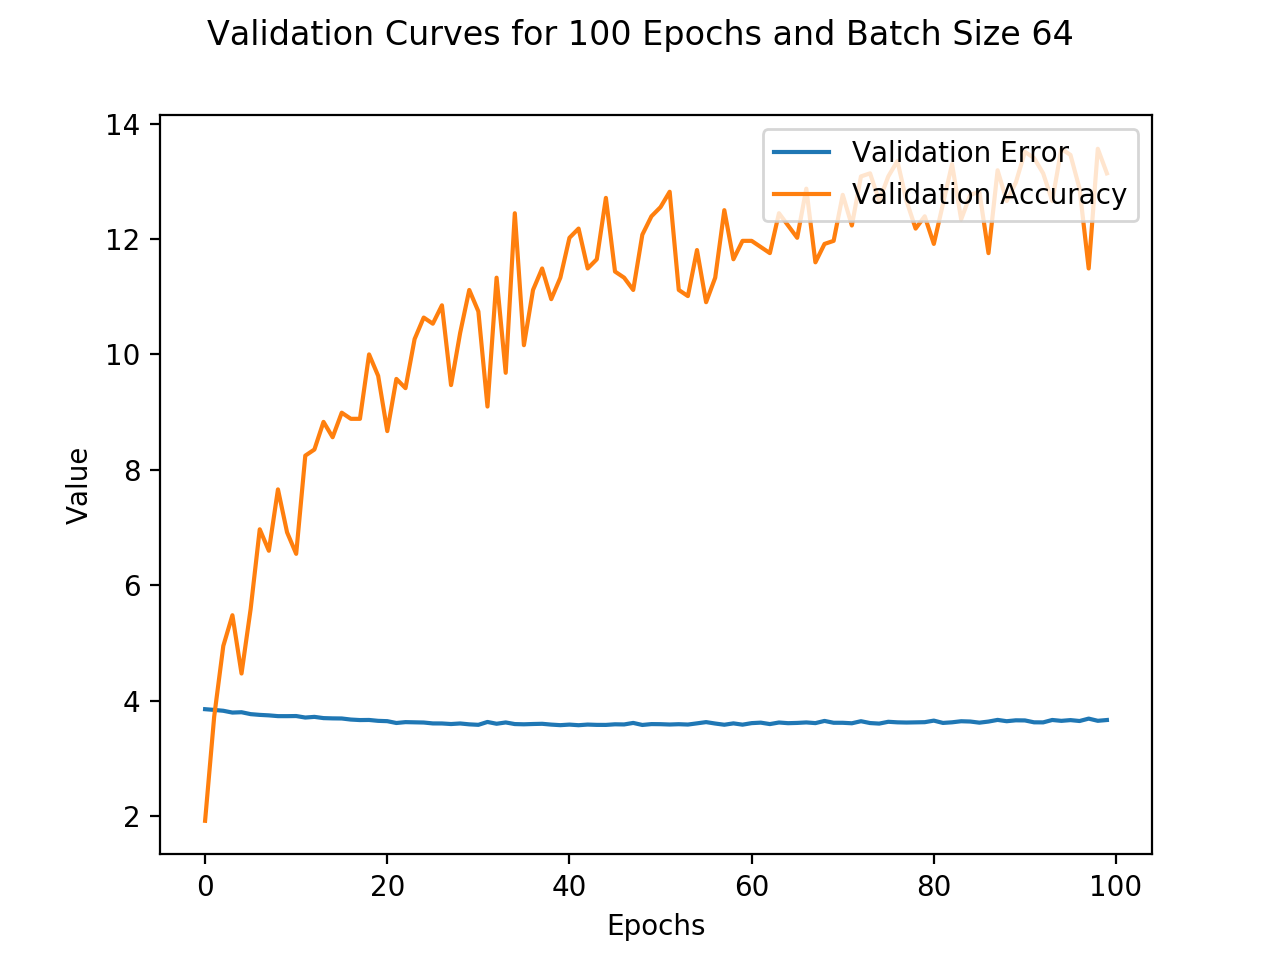 Validation Curves for 100 Epochs and Batch Size 64
14
12
10
8
6
4
2
Value
Validation Error
Validation Accuracy
0 20 40 60 80 100
Epochs